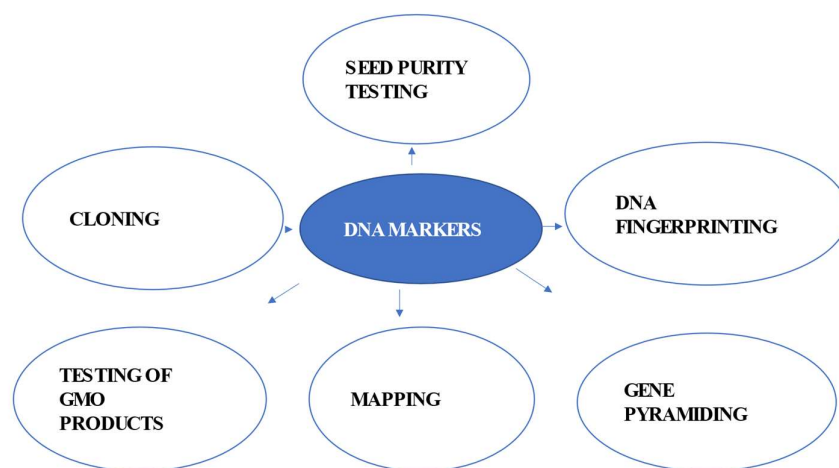 SEED PURITY
TESTING
CLONING
DNA MARKERS
DNA
FINGERPRINTING
TESTING OF
GMO
PRODUCTS
MAPPING
GENE
PYRAMIDING